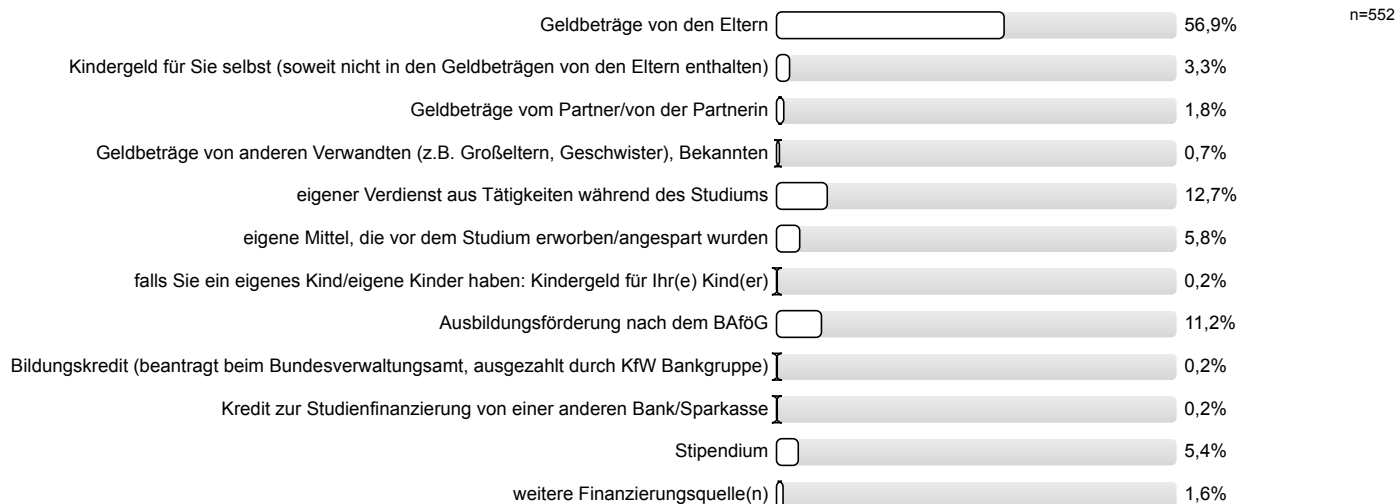 Geldbeträge von den Eltern 56,9% n=552
Kindergeld für Sie selbst (soweit nicht in den Geldbeträgen von den Eltern enthalten) 3,3%
Geldbeträge vom Partner/von der Partnerin 1,8%
Geldbeträge von anderen Verwandten (z.B. Großeltern, Geschwister), Bekannten 0,7%
eigener Verdienst aus Tätigkeiten während des Studiums 12,7%
eigene Mittel, die vor dem Studium erworben/angespart wurden 5,8%
falls Sie ein eigenes Kind/eigene Kinder haben: Kindergeld für Ihr(e) Kind(er) 0,2%
Ausbildungsförderung nach dem BAföG 11,2%
Bildungskredit (beantragt beim Bundesverwaltungsamt, ausgezahlt durch KfW Bankgruppe) 0,2%
Kredit zur Studienfinanzierung von einer anderen Bank/Sparkasse 0,2%
Stipendium 5,4%
weitere Finanzierungsquelle(n) 1,6%